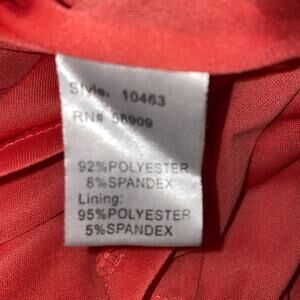 Style: 10463
RN# 58909
92%POLYESTER
8%SPANDEX
Lining:
95%POLYESTER
5%SPANDEX